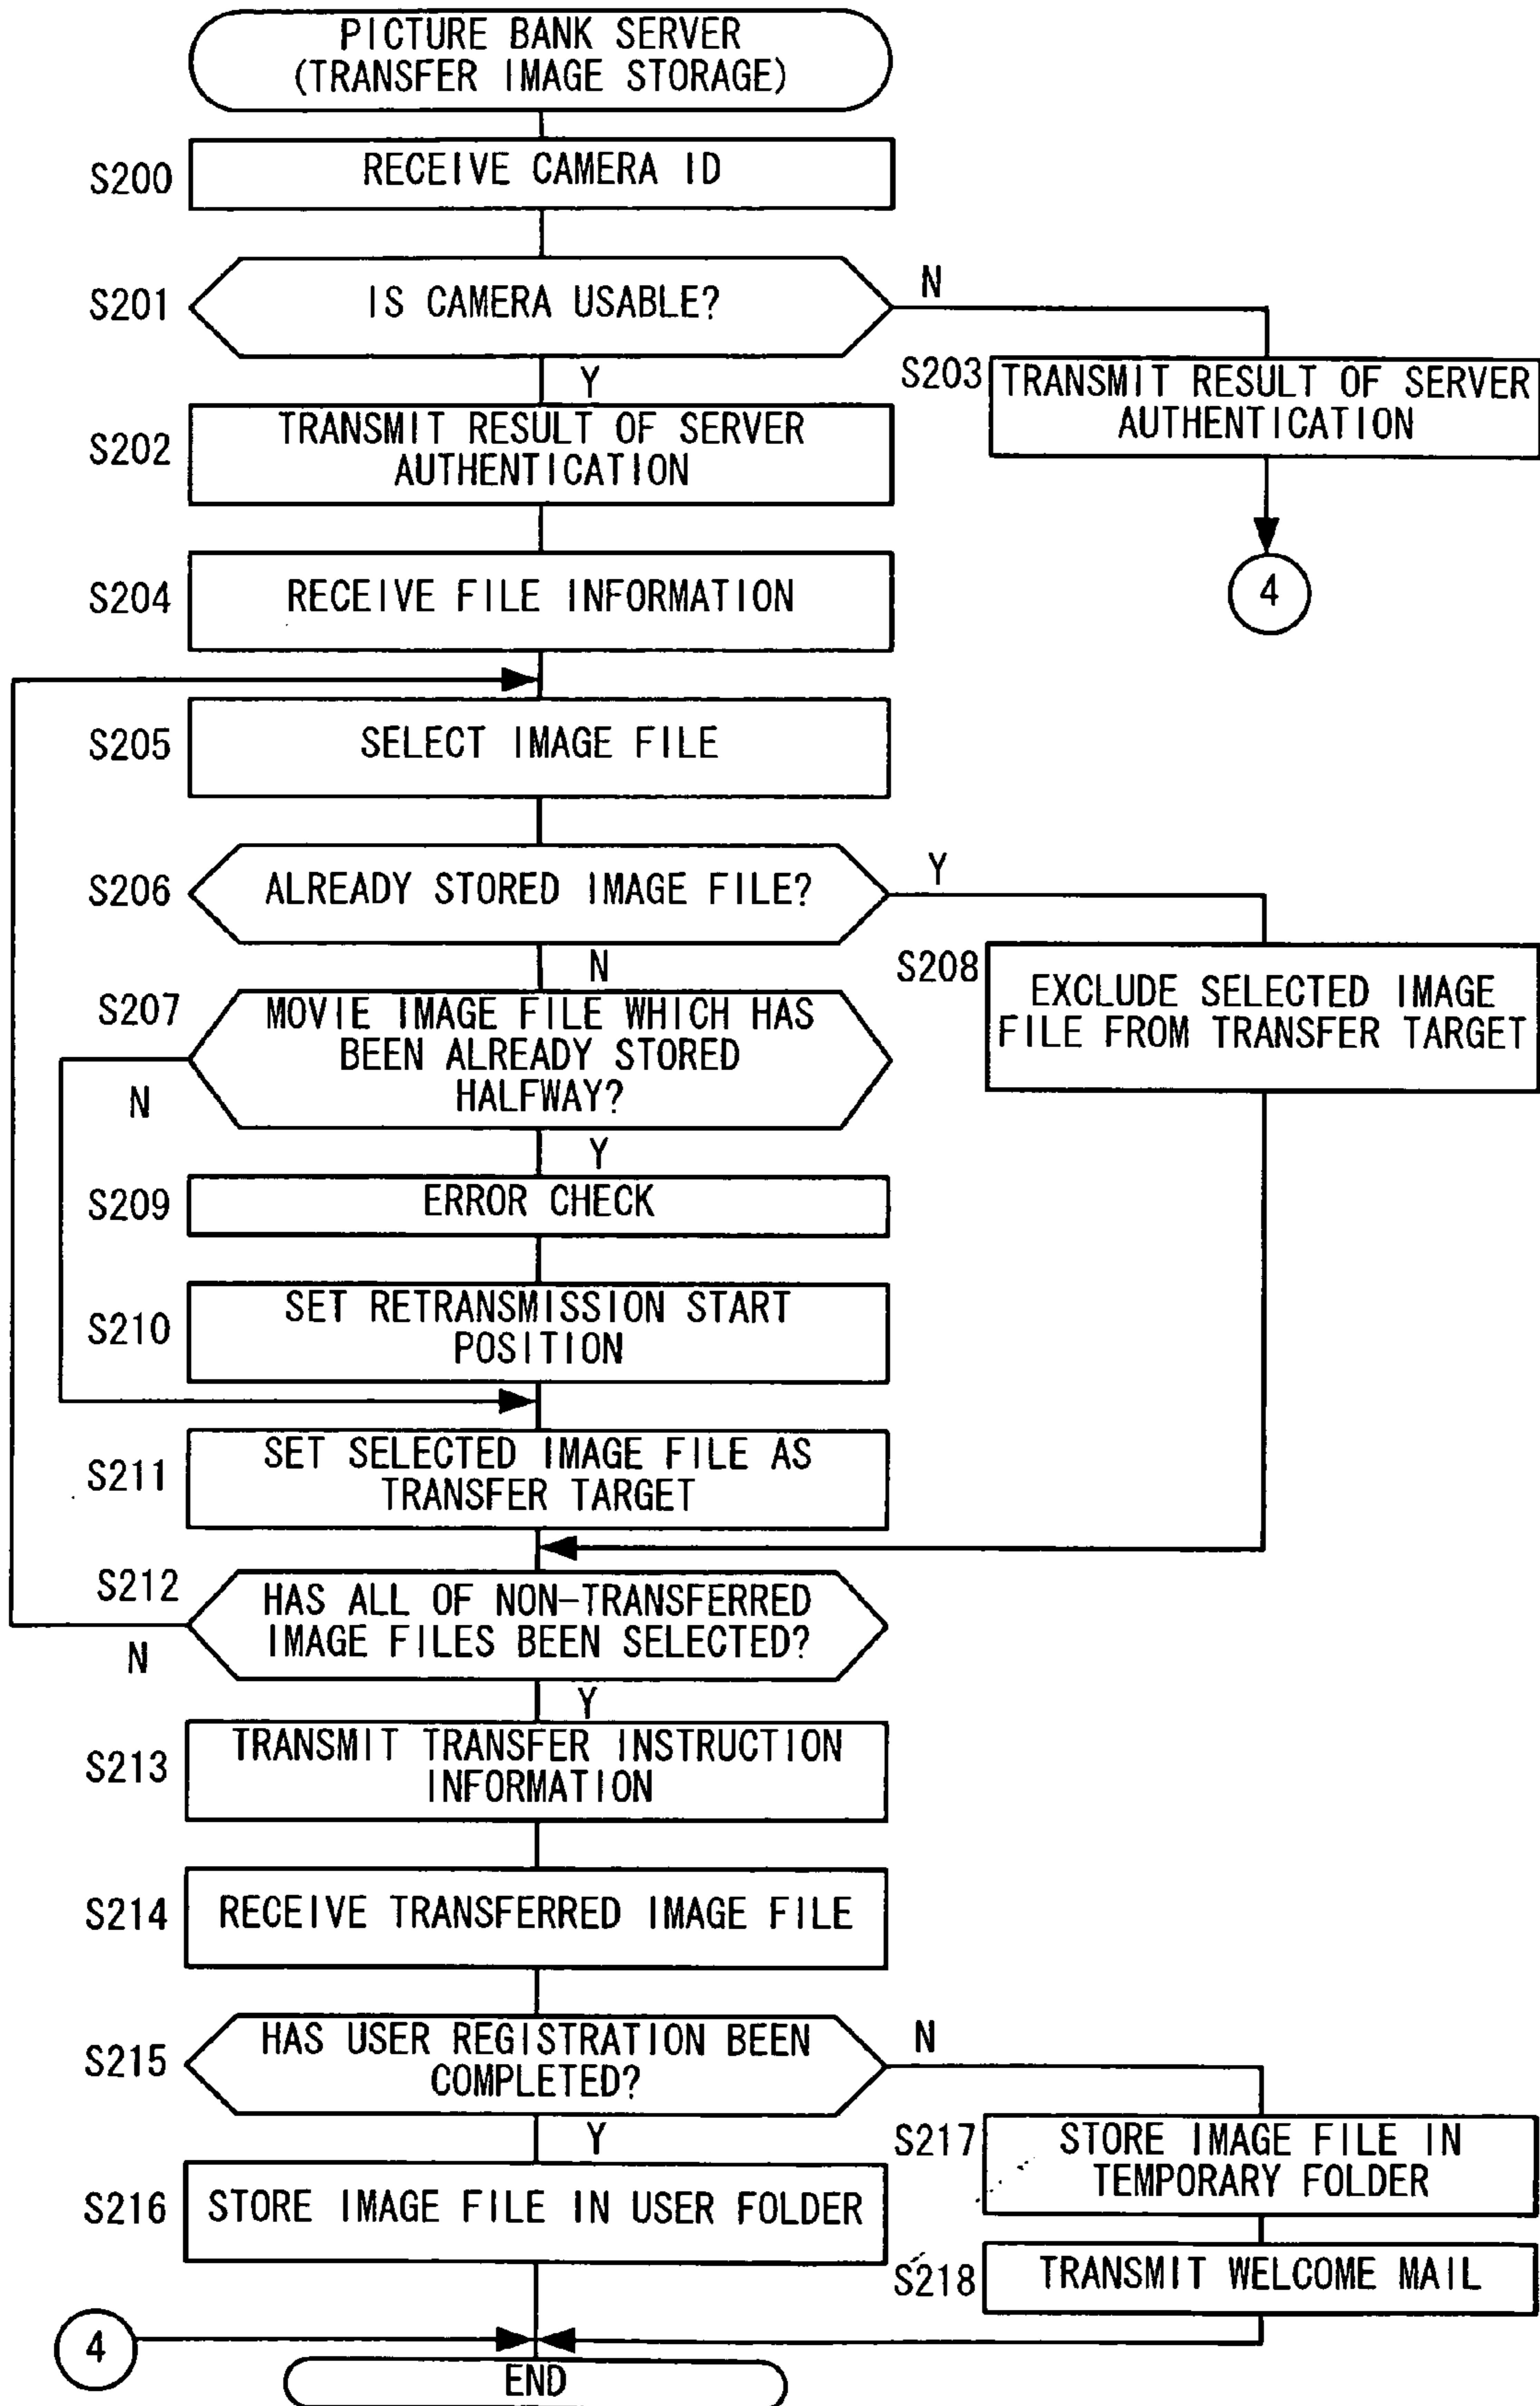 PICTURE BANK SERVER
(TRANSFER IMAGE STORAGE)
S200
RECEIVE CAMERA ID
S201
IS CAMERA USABLE?
N
Y
S203
TRANSMIT RESULT OF SERVER
AUTHENTICATION
S202
TRANSMIT RESULT OF SERVER
AUTHENTICATION
4
S204
RECEIVE FILE INFORMATION
S205
SELECT IMAGE FILE
S206
ALREADY STORED IMAGE FILE?
Y
N
S208
EXCLUDE SELECTED IMAGE
FILE FROM TRANSFER TARGET
S207
MOVIE IMAGE FILE WHICH HAS
BEEN ALREADY STORED
HALFWAY?
N
Y
S209
ERROR CHECK
S210
SET RETRANSMISSION START
POSITION
S211
SET SELECTED IMAGE FILE AS
TRANSFER TARGET
S212
HAS ALL OF NON-TRANSFERRED
IMAGE FILES BEEN SELECTED?
N
Y
S213
TRANSMIT TRANSFER INSTRUCTION
INFORMATION
S214
RECEIVE TRANSFERRED IMAGE FILE
S215
HAS USER REGISTRATION BEEN
COMPLETED?
N
Y
S217
STORE IMAGE FILE IN
TEMPORARY FOLDER
S216
STORE IMAGE FILE IN USER FOLDER
S218
TRANSMIT WELCOME MAIL
4
END